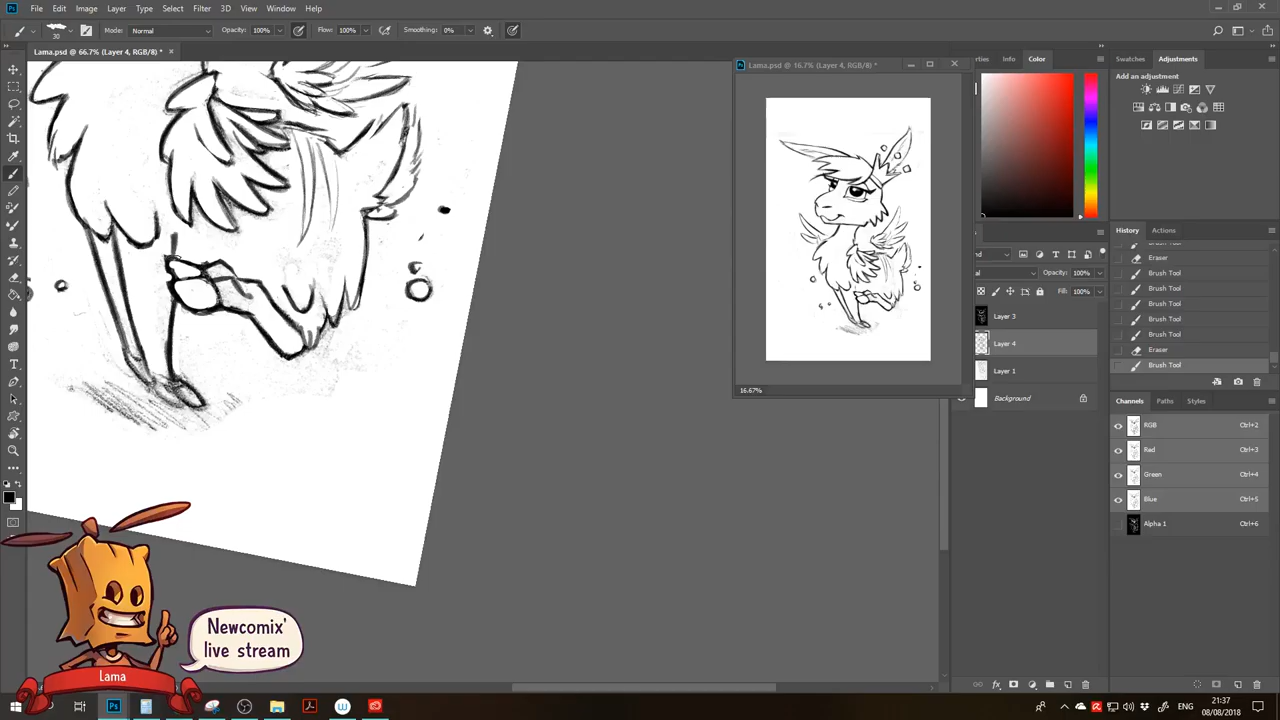 File Edit Image Layer Type Select Filter 3D View Window Help
30 Mode: Normal Opacity: 100% Flow: 100% Smoothing: 0%
Lama.psd @ 66.7% (Layer 4, RGB/8) *
Lama.psd @ 16.7% (Layer 4, RGB/8) *
16.67%
erties Info Color
nd
al Opacity: 100%
Fill: 100%
Layer 3
Layer 4
Layer 1
Background
Swatches Adjustments
Add an adjustment
History Actions
Brush Tool
Eraser
Brush Tool
Brush Tool
Brush Tool
Brush Tool
Eraser
Brush Tool
Channels Paths Styles
RGB Ctrl+2
Red Ctrl+3
Green Ctrl+4
Blue Ctrl+5
Alpha 1 Ctrl+6
Newcomix'
live stream
Lama
ENG
21:37
08/08/2018